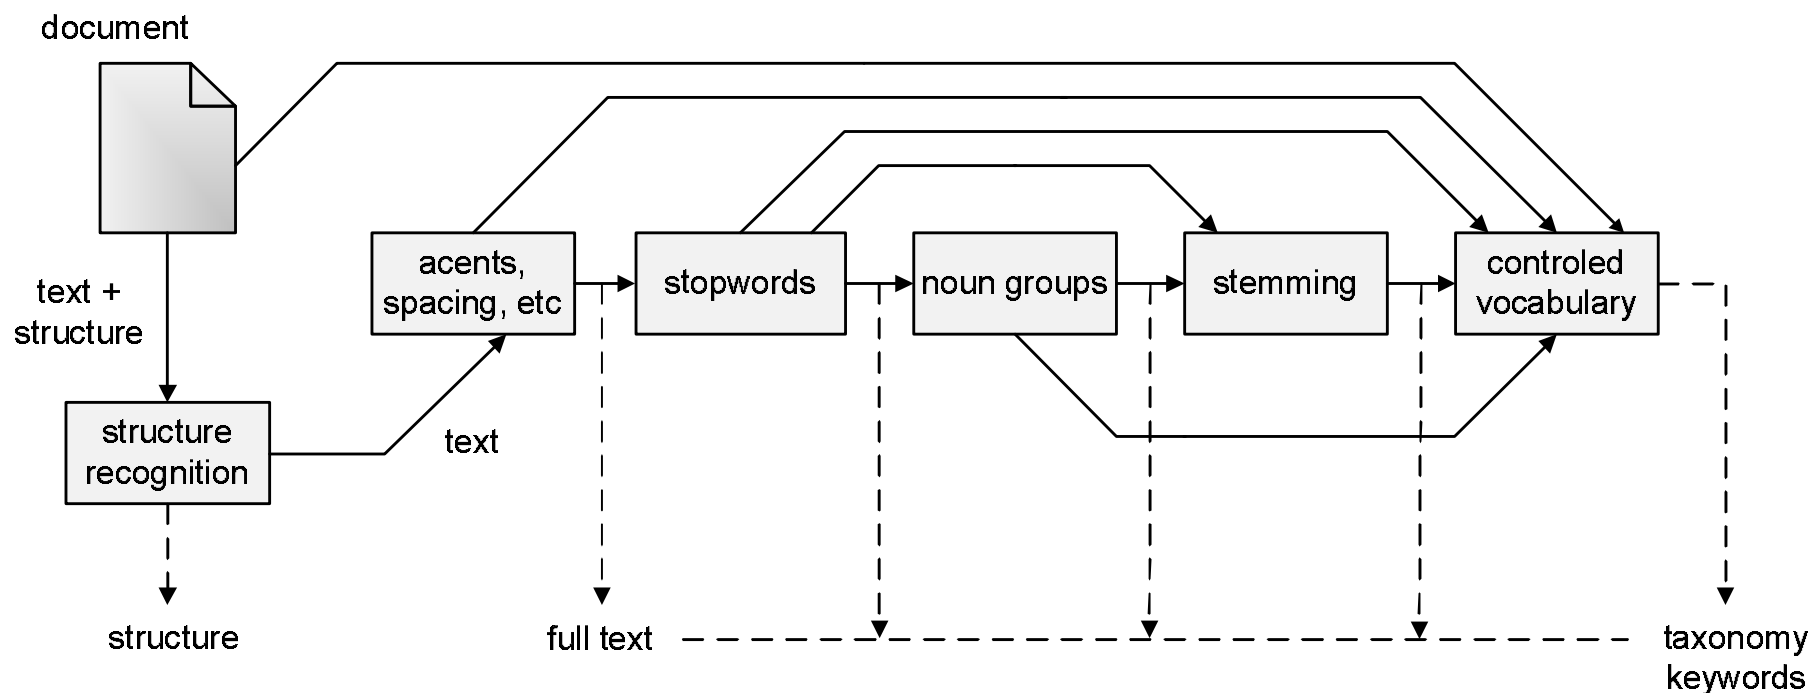 document
text +
structure
acents,
spacing, etc
stopwords
noun groups
stemming
controled
vocabulary
structure
recognition
text
structure
full text
taxonomy
keywords